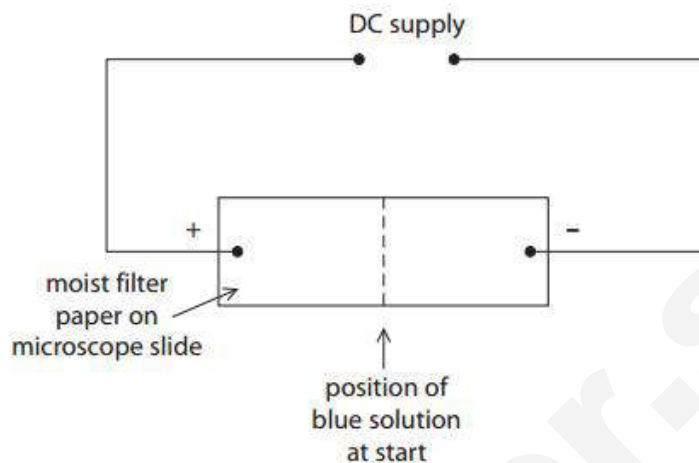 DC supply
+
–
moist filter
paper on
microscope slide
position of
blue solution
at start